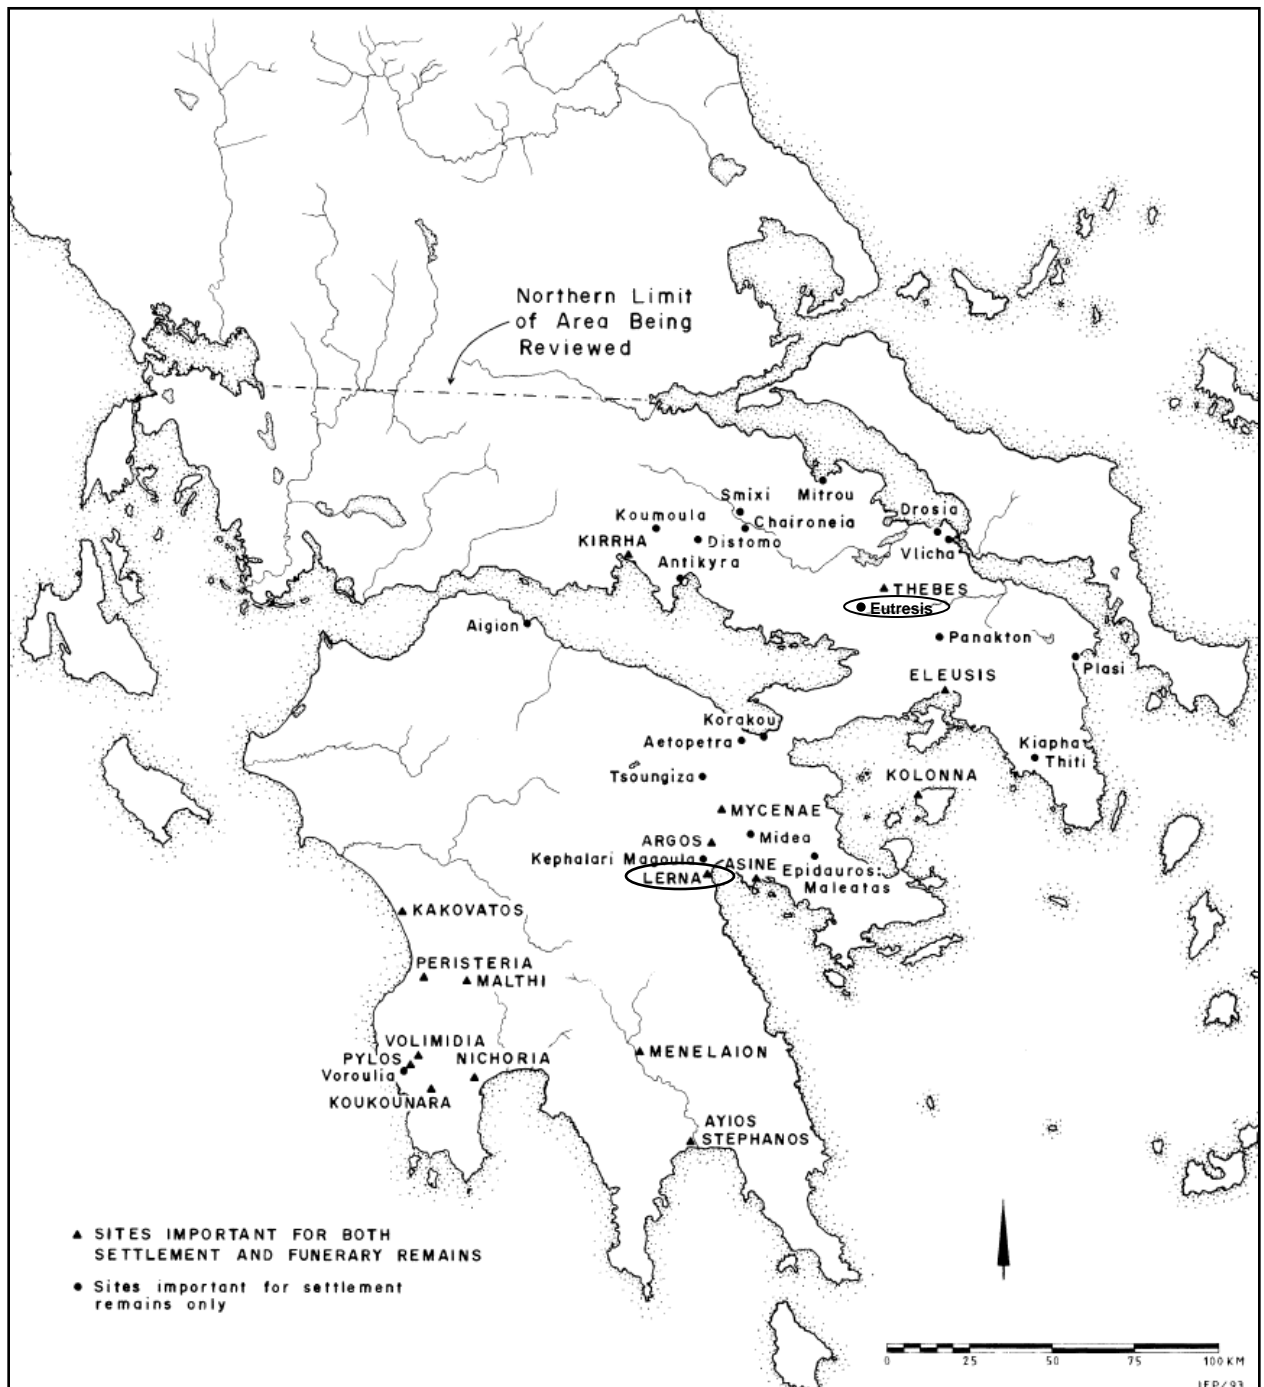 Northern Limit
of Area Being
Reviewed
Smixi
Mitrou
Koumoula
Chaironeia
Drosia
KIRRHA
Distomo
Vlicha
Antikyra
THEBES
Eutresis
Aigion
Panakton
Plasi
ELEUSIS
Korakou
Aetopetra
Kiapha
Thiti
Tsoungiza
KOLONNA
MYCENAE
ARGOS
Midea
Kephalari Magoula
ASINE
Epidauros:
Maleatas
LERNA
KAKOVATOS
PERISTERIA
MALTHI
VOLIMIDIA
PYLOS
NICHORIA
MENELAION
Voroulia
KOUKOUNARA
AYIOS
STEPHANOS
SITES IMPORTANT FOR BOTH
SETTLEMENT AND FUNERARY REMAINS
Sites important for settlement
remains only
0 25 50 75 100 KM